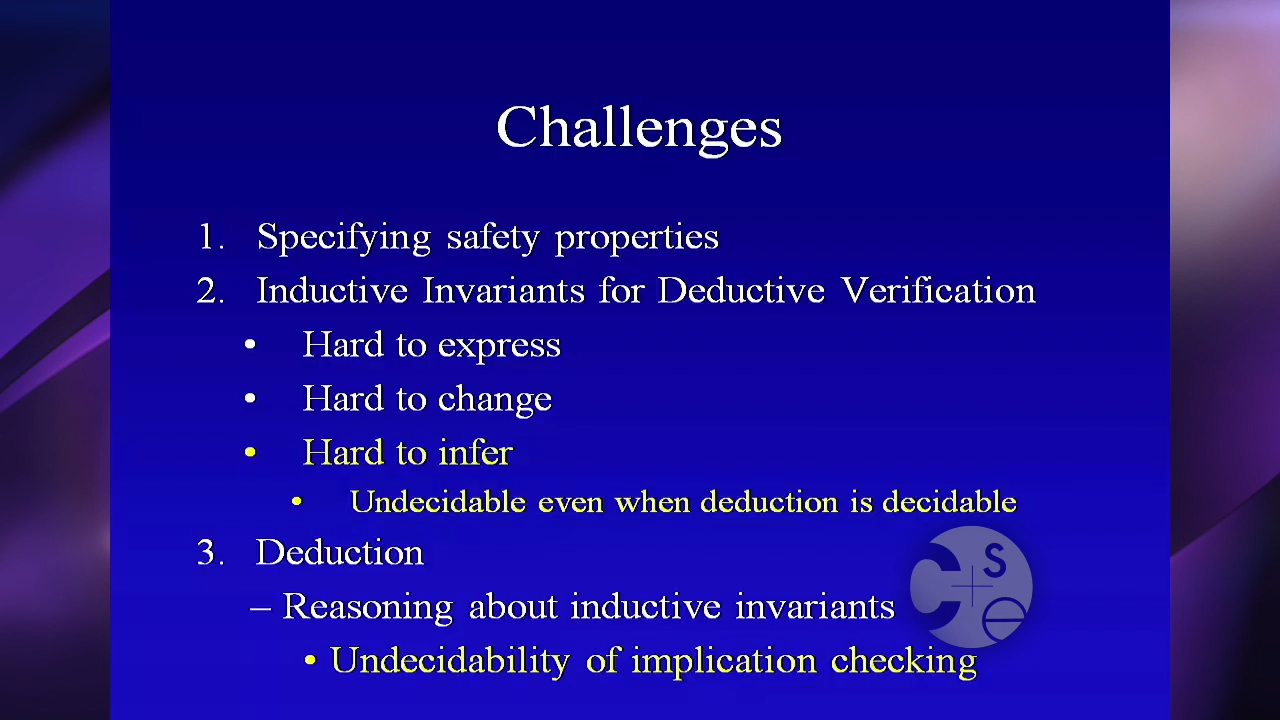 Challenges
1. Specifying safety properties
2. Inductive Invariants for Deductive Verification
• Hard to express
• Hard to change
• Hard to infer
• Undecidable even when deduction is decidable
3. Deduction
– Reasoning about inductive invariants
• Undecidability of implication checking
C S
e